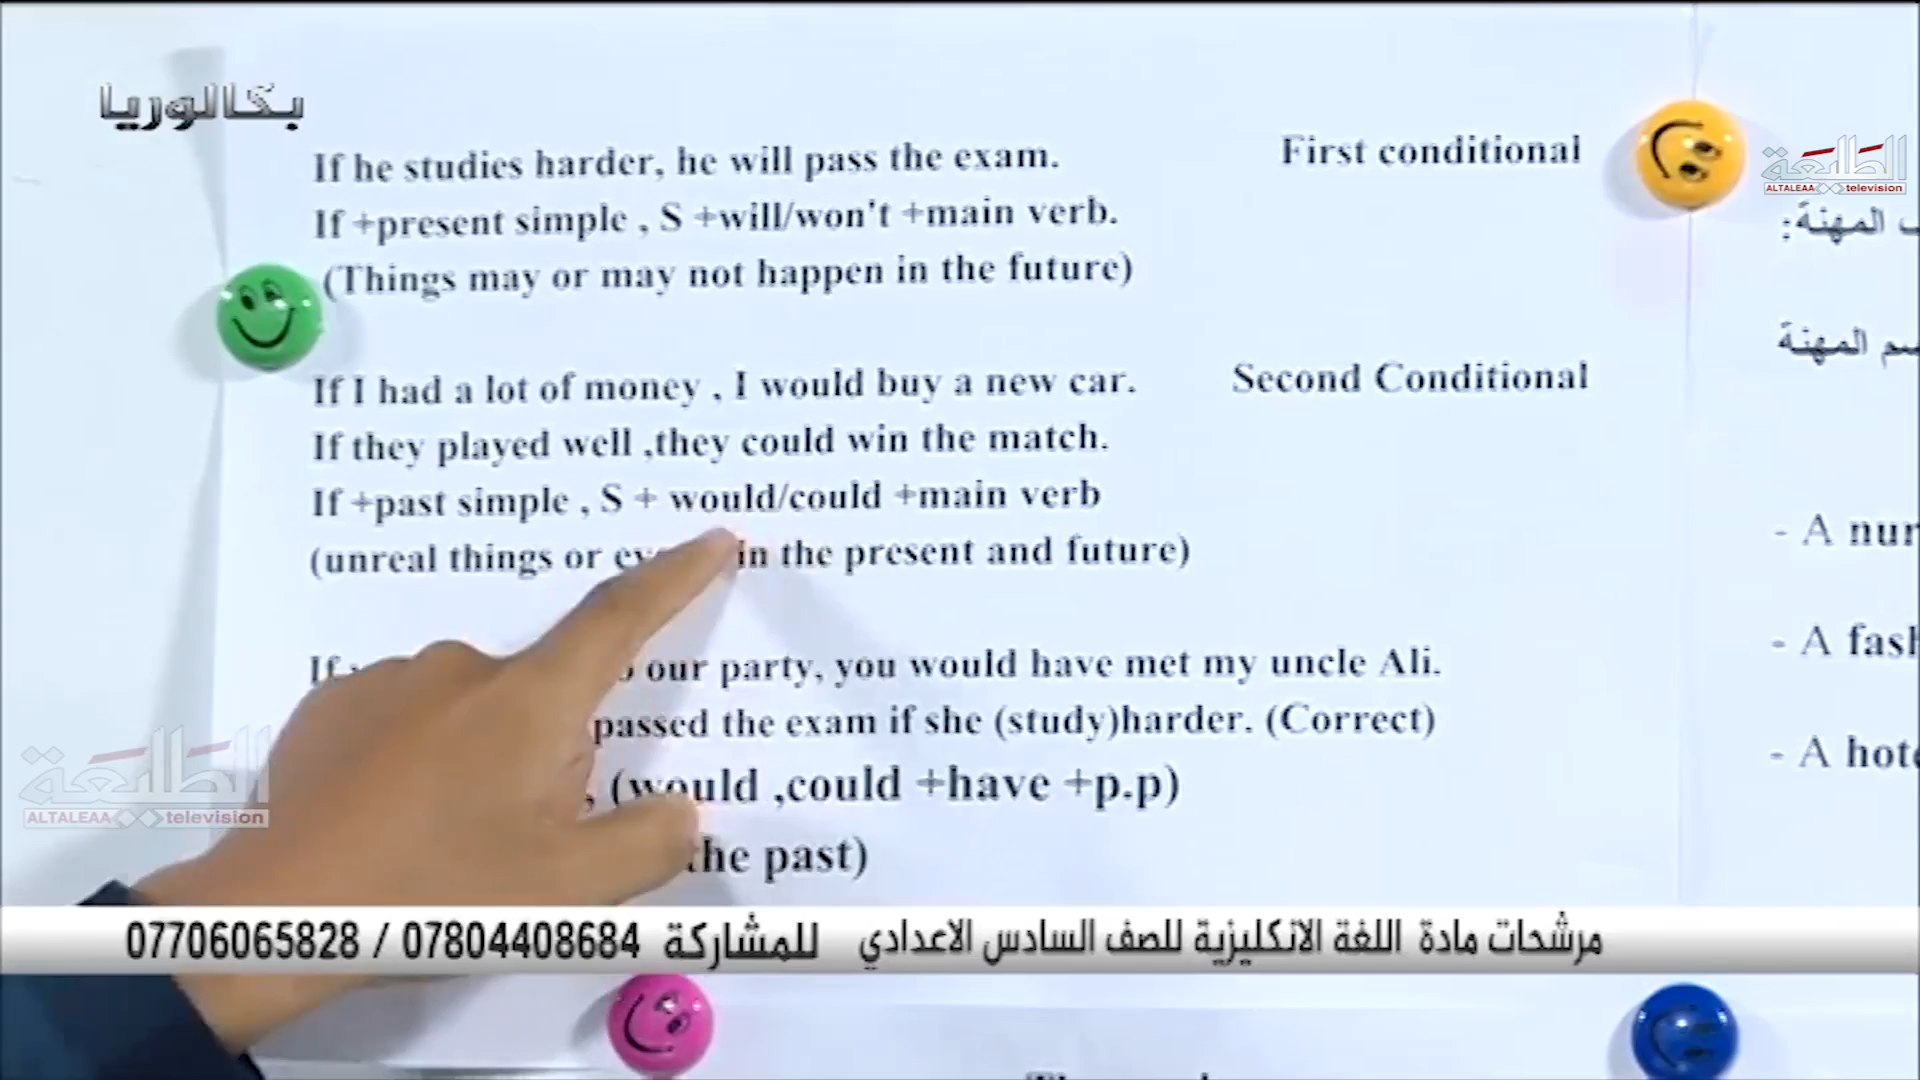 بكالوريا
الطليعة
ALTALEAA television
If he studies harder, he will pass the exam.
First conditional
If +present simple , S +will/won't +main verb.
(Things may or may not happen in the future)
If I had a lot of money , I would buy a new car.
Second Conditional
If they played well ,they could win the match.
If +past simple , S + would/could +main verb
(unreal things or in the present and future)
If our party, you would have met my uncle Ali.
passed the exam if she (study)harder. (Correct)
, (would ,could +have +p.p)
the past)
المهنة:
المهنة
- A
- A
- A
الطليعة
ALTALEAA television
مرشحات مادة اللغة الانكليزية للصف السادس الاعدادي للمشاركة 07804408684 / 07706065828